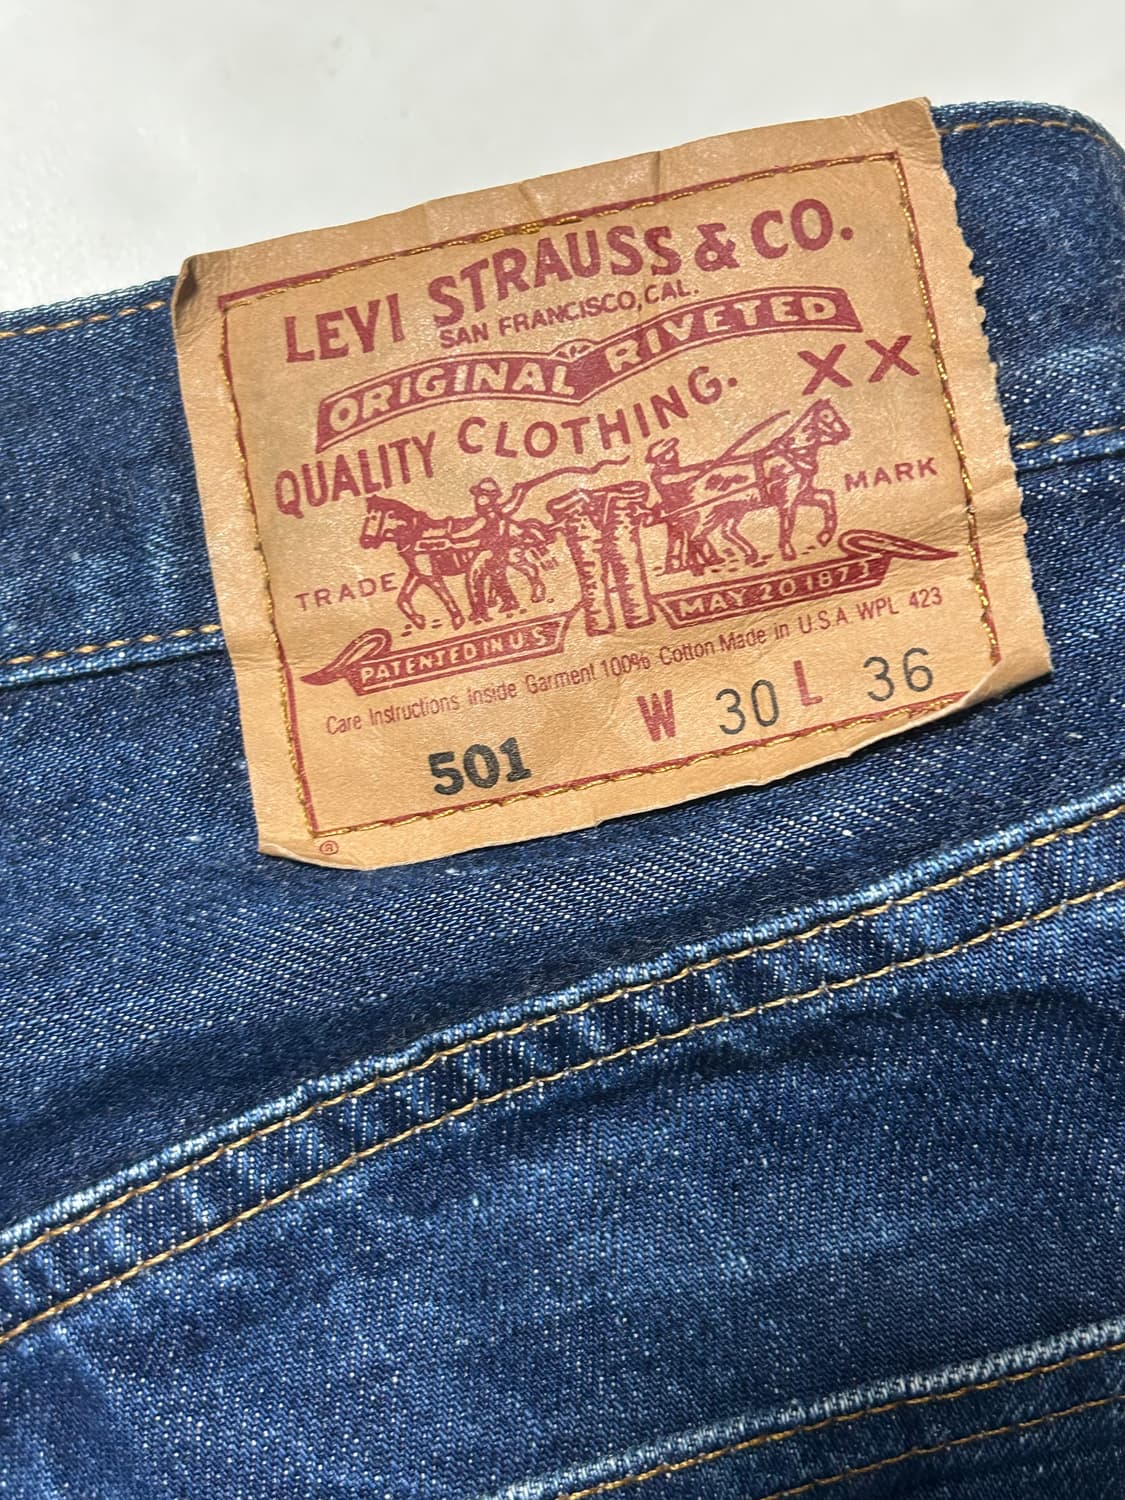 LEVI STRAUSS & CO.
SAN FRANCISCO, CAL.
ORIGINAL RIVETED
QUALITY CLOTHING. XX
TRADE MARK
PATENTED IN U.S. MAY 20 1873
Care Instructions Inside Garment 100% Cotton Made in U.S.A. WPL 423
501 W 30 L 36
®